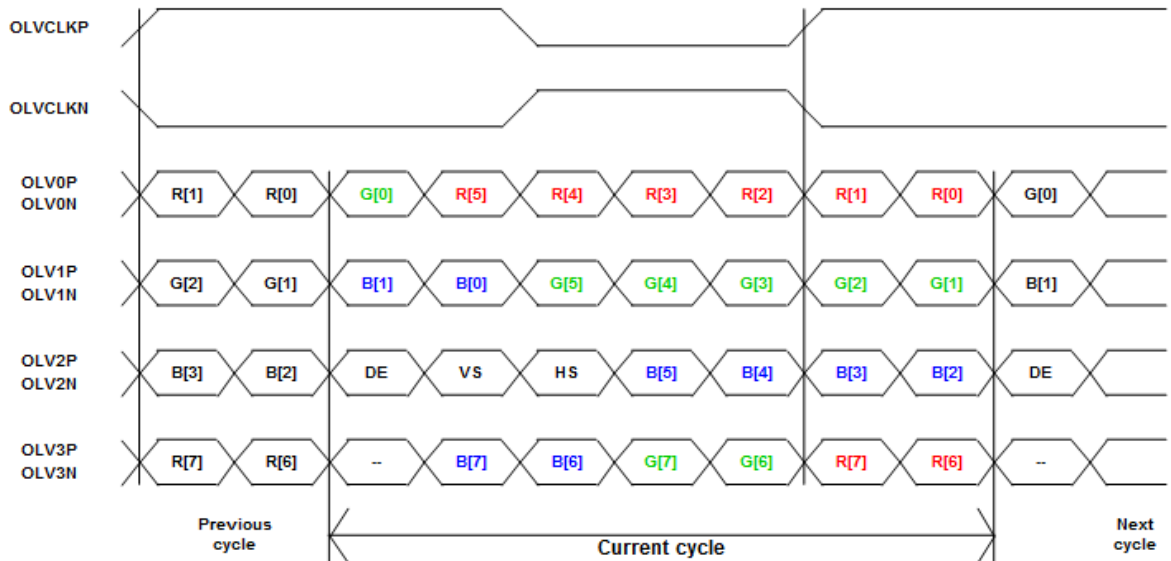 OLVCLKP
OLVCLKN
OLV0P
OLV0N
R[1] R[0] G[0] R[5] R[4] R[3] R[2] R[1] R[0] G[0]
OLV1P
OLV1N
G[2] G[1] B[1] B[0] G[5] G[4] G[3] G[2] G[1] B[1]
OLV2P
OLV2N
B[3] B[2] DE VS HS B[5] B[4] B[3] B[2] DE
OLV3P
OLV3N
R[7] R[6] -- B[7] B[6] G[7] G[6] R[7] R[6] --
Previous
cycle
Current cycle
Next
cycle